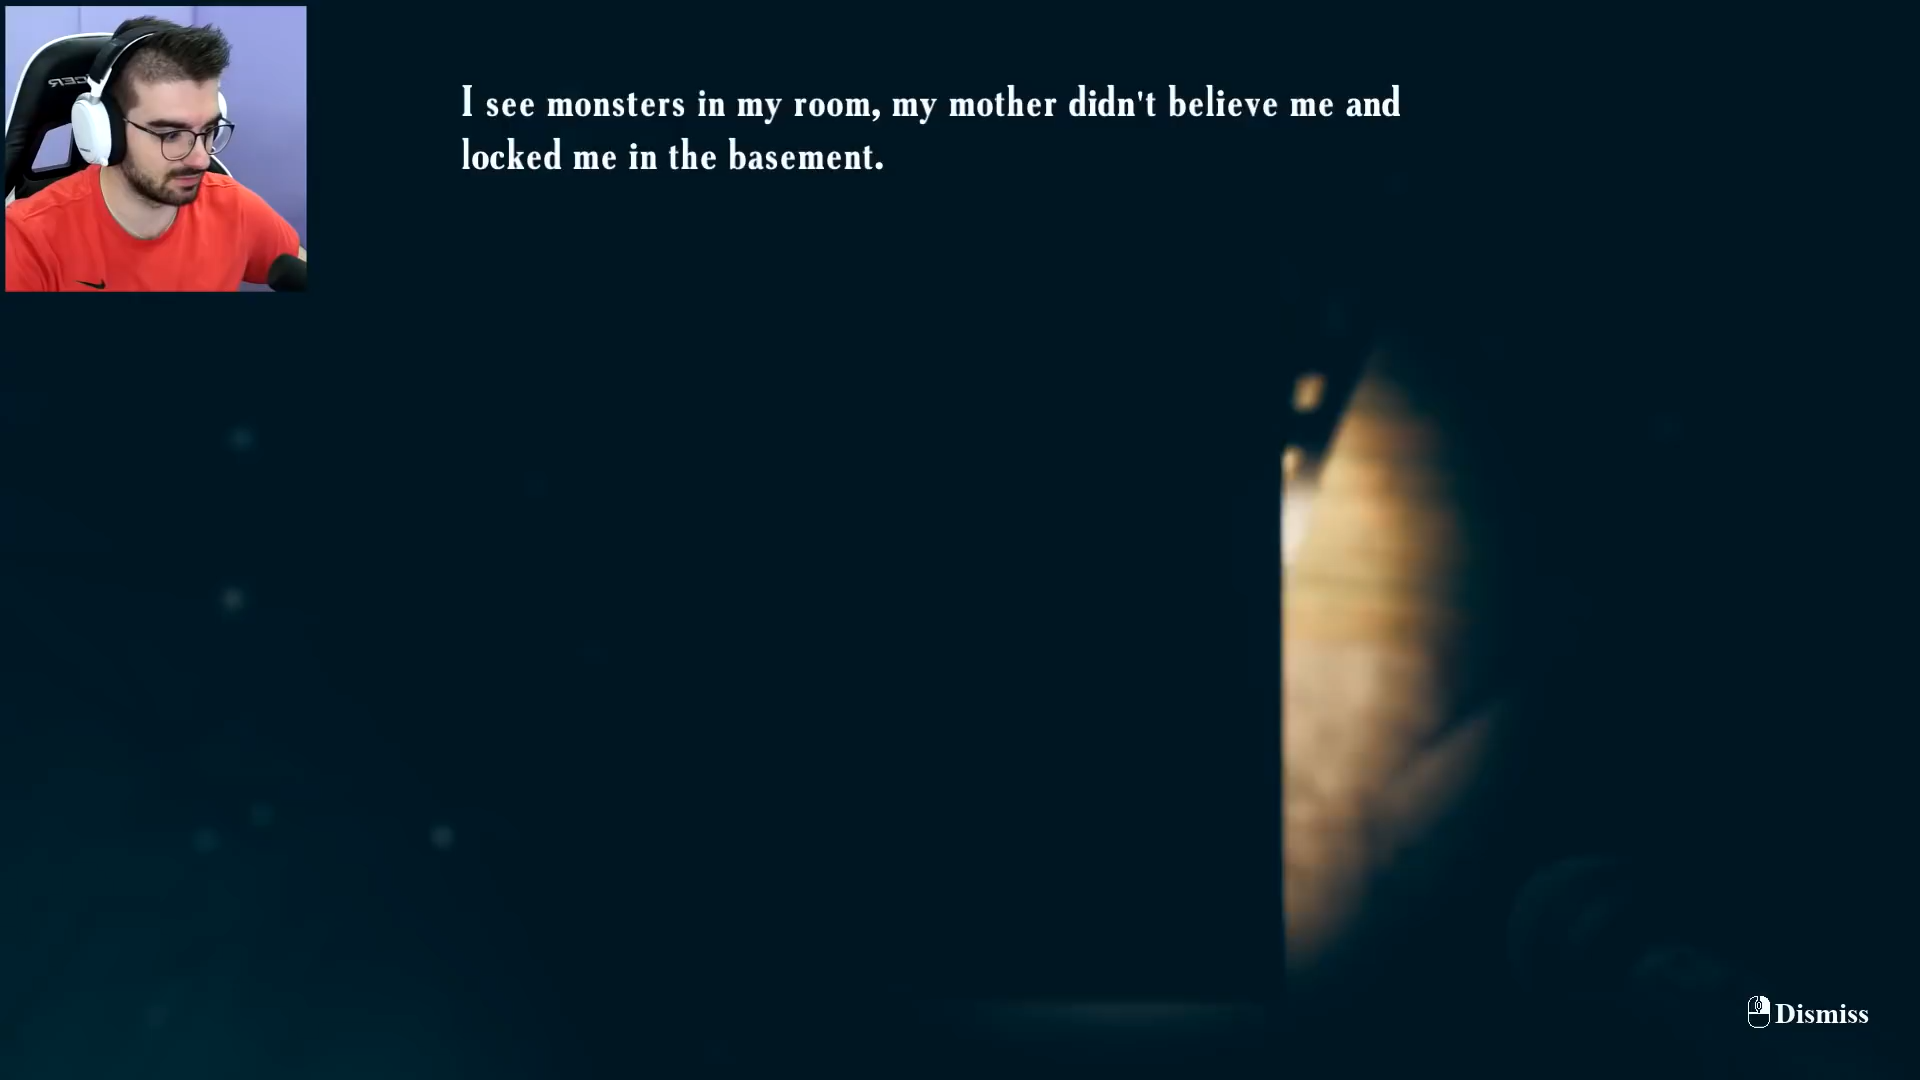 I see monsters in my room, my mother didn't believe me and
locked me in the basement.
Dismiss